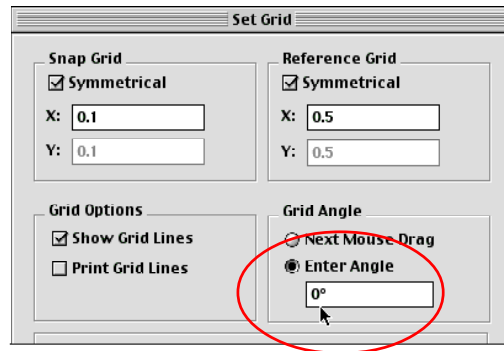 Set Grid
Snap Grid
Symmetrical
X: 0.1
Y: 0.1
Reference Grid
Symmetrical
X: 0.5
Y: 0.5
Grid Options
Show Grid Lines
Print Grid Lines
Grid Angle
Next Mouse Drag
Enter Angle
0°